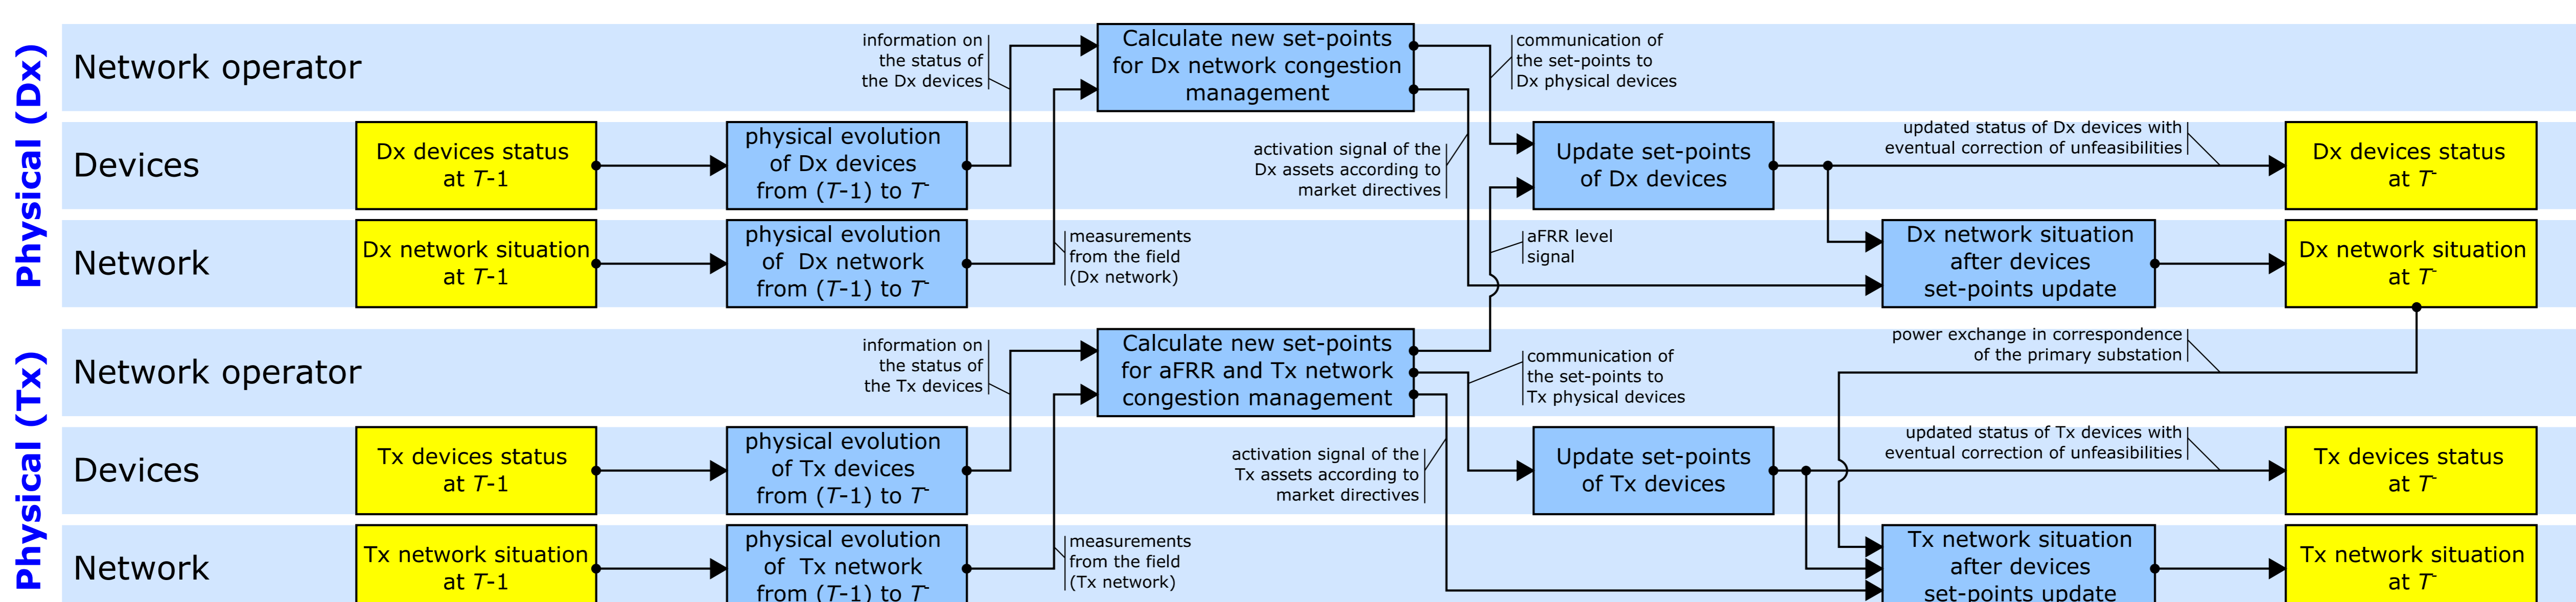 Physical (Dx)
Network operator
information on
the status of
the Dx devices
Calculate new set-points
for Dx network congestion
management
communication of
the set-points to
Dx physical devices
Devices
Dx devices status
at T-1
physical evolution
of Dx devices
from (T-1) to T-
activation signal of the
Dx assets according to
market directives
Update set-points
of Dx devices
updated status of Dx devices with
eventual correction of unfeasibilities
Dx devices status
at T-
Network
Dx network situation
at T-1
physical evolution
of Dx network
from (T-1) to T-
measurements
from the field
(Dx network)
aFRR level
signal
Dx network situation
after devices
set-points update
Dx network situation
at T-
Physical (Tx)
Network operator
information on
the status of
the Tx devices
Calculate new set-points
for aFRR and Tx network
congestion management
communication of
the set-points to
Tx physical devices
power exchange in correspondence
of the primary substation
Devices
Tx devices status
at T-1
physical evolution
of Tx devices
from (T-1) to T-
activation signal of the
Tx assets according to
market directives
Update set-points
of Tx devices
updated status of Tx devices with
eventual correction of unfeasibilities
Tx devices status
at T-
Network
Tx network situation
at T-1
physical evolution
of Tx network
from (T-1) to T-
measurements
from the field
(Tx network)
Tx network situation
after devices
set-points update
Tx network situation
at T-